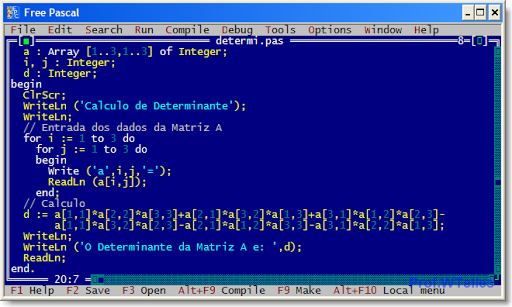 Free Pascal
File Edit Search Run Compile Debug Tools Options Window Help
determi.pas 8=[ ]
a : Array [1..3,1..3] of Integer;
i, j : Integer;
d : Integer;
begin
ClrScr;
WriteLn ('Calculo de Determinante');
WriteLn;
// Entrada dos dados da Matriz A
for i := 1 to 3 do
for j := 1 to 3 do
begin
Write ('a',i,j,'=');
ReadLn (a[i,j]);
end;
// Calculo
d := a[1,1]*a[2,2]*a[3,3]+a[2,1]*a[3,2]*a[1,3]+a[3,1]*a[1,2]*a[2,3]-
a[1,1]*a[3,2]*a[2,3]-a[2,1]*a[1,2]*a[3,3]-a[3,1]*a[2,2]*a[1,3];
WriteLn;
WriteLn ('O Determinante da Matriz A e: ',d);
ReadLn;
end.
20:7
F1 Help F2 Save F3 Open Alt+F9 Compile F9 Make Alt+F10 Local menu